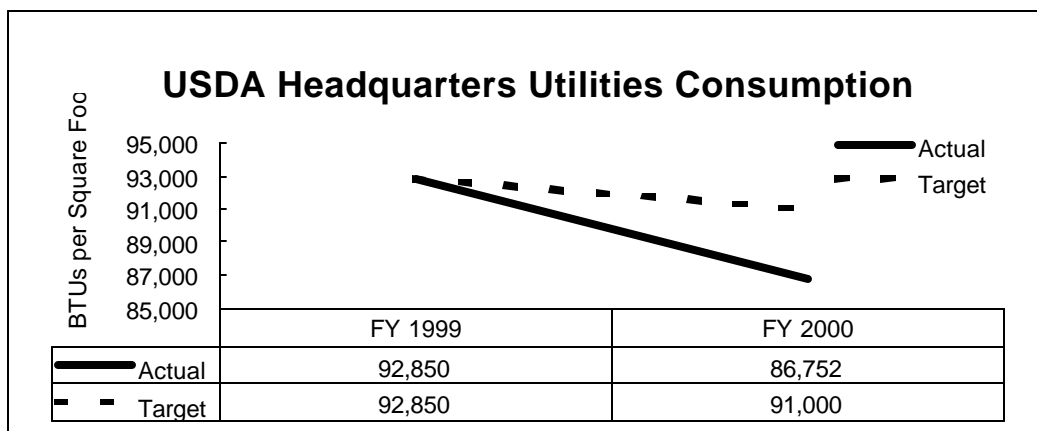 USDA Headquarters Utilities Consumption
BTUs per Square Foo
95,000
93,000
91,000
89,000
87,000
85,000
Actual
Target
FY 1999 FY 2000
Actual 92,850 86,752
Target 92,850 91,000